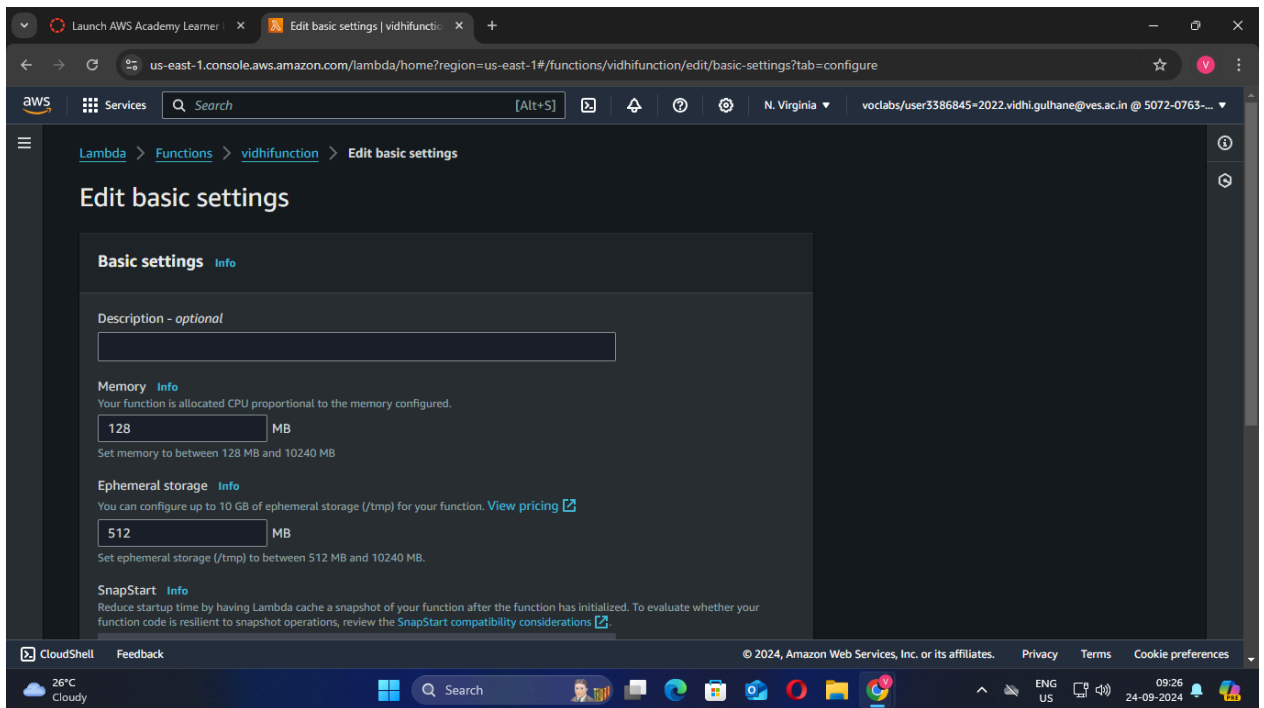 Launch AWS Academy Learner L
Edit basic settings | vidhifunctio
us-east-1.console.aws.amazon.com/lambda/home?region=us-east-1#/functions/vidhifunction/edit/basic-settings?tab=configure
V
aws
Services
Search
[Alt+S]
N. Virginia
voclabs/user3386845=2022.vidhi.gulhane@ves.ac.in @ 5072-0763-...
Lambda > Functions > vidhifunction > Edit basic settings
Edit basic settings
Basic settings Info
Description - optional
Memory Info
Your function is allocated CPU proportional to the memory configured.
128 MB
Set memory to between 128 MB and 10240 MB
Ephemeral storage Info
You can configure up to 10 GB of ephemeral storage (/tmp) for your function. View pricing
512 MB
Set ephemeral storage (/tmp) to between 512 MB and 10240 MB.
SnapStart Info
Reduce startup time by having Lambda cache a snapshot of your function after the function has initialized. To evaluate whether your
function code is resilient to snapshot operations, review the SnapStart compatibility considerations.
CloudShell
Feedback
© 2024, Amazon Web Services, Inc. or its affiliates.
Privacy
Terms
Cookie preferences
26°C
Cloudy
Search
ENG
US
09:26
24-09-2024